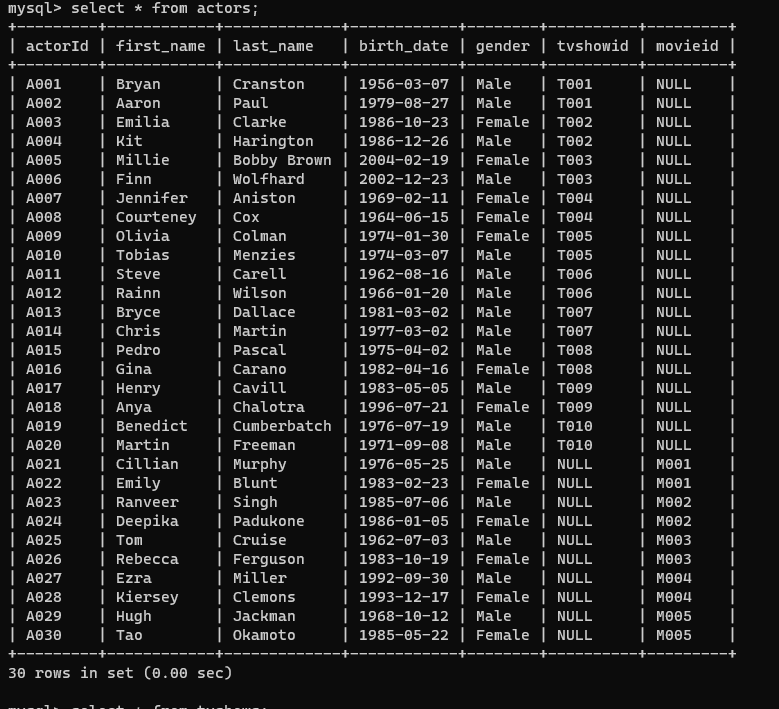 mysql> select * from actors;
+---------+------------+-------------+------------+--------+----------+---------+
| actorId | first_name | last_name   | birth_date | gender | tvshowid | movieid |
+---------+------------+-------------+------------+--------+----------+---------+
| A001    | Bryan      | Cranston    | 1956-03-07 | Male   | T001     | NULL    |
| A002    | Aaron      | Paul        | 1979-08-27 | Male   | T001     | NULL    |
| A003    | Emilia     | Clarke      | 1986-10-23 | Female | T002     | NULL    |
| A004    | Kit        | Harington   | 1986-12-26 | Male   | T002     | NULL    |
| A005    | Millie     | Bobby Brown | 2004-02-19 | Female | T003     | NULL    |
| A006    | Finn       | Wolfhard    | 2002-12-23 | Male   | T003     | NULL    |
| A007    | Jennifer   | Aniston     | 1969-02-11 | Female | T004     | NULL    |
| A008    | Courteney  | Cox         | 1964-06-15 | Female | T004     | NULL    |
| A009    | Olivia     | Colman      | 1974-01-30 | Female | T005     | NULL    |
| A010    | Tobias     | Menzies     | 1974-03-07 | Male   | T005     | NULL    |
| A011    | Steve      | Carell      | 1962-08-16 | Male   | T006     | NULL    |
| A012    | Rainn      | Wilson      | 1966-01-20 | Male   | T006     | NULL    |
| A013    | Bryce      | Dallace     | 1981-03-02 | Male   | T007     | NULL    |
| A014    | Chris      | Martin      | 1977-03-02 | Male   | T007     | NULL    |
| A015    | Pedro      | Pascal      | 1975-04-02 | Male   | T008     | NULL    |
| A016    | Gina       | Carano      | 1982-04-16 | Female | T008     | NULL    |
| A017    | Henry      | Cavill      | 1983-05-05 | Male   | T009     | NULL    |
| A018    | Anya       | Chalotra    | 1996-07-21 | Female | T009     | NULL    |
| A019    | Benedict   | Cumberbatch | 1976-07-19 | Male   | T010     | NULL    |
| A020    | Martin     | Freeman     | 1971-09-08 | Male   | T010     | NULL    |
| A021    | Cillian    | Murphy      | 1976-05-25 | Male   | NULL     | M001    |
| A022    | Emily      | Blunt       | 1983-02-23 | Female | NULL     | M001    |
| A023    | Ranveer    | Singh       | 1985-07-06 | Male   | NULL     | M002    |
| A024    | Deepika    | Padukone    | 1986-01-05 | Female | NULL     | M002    |
| A025    | Tom        | Cruise      | 1962-07-03 | Male   | NULL     | M003    |
| A026    | Rebecca    | Ferguson    | 1983-10-19 | Female | NULL     | M003    |
| A027    | Ezra       | Miller      | 1992-09-30 | Male   | NULL     | M004    |
| A028    | Kiersey    | Clemons     | 1993-12-17 | Female | NULL     | M004    |
| A029    | Hugh       | Jackman     | 1968-10-12 | Male   | NULL     | M005    |
| A030    | Tao        | Okamoto     | 1985-05-22 | Female | NULL     | M005    |
+---------+------------+-------------+------------+--------+----------+---------+
30 rows in set (0.00 sec)
mysql> select * from